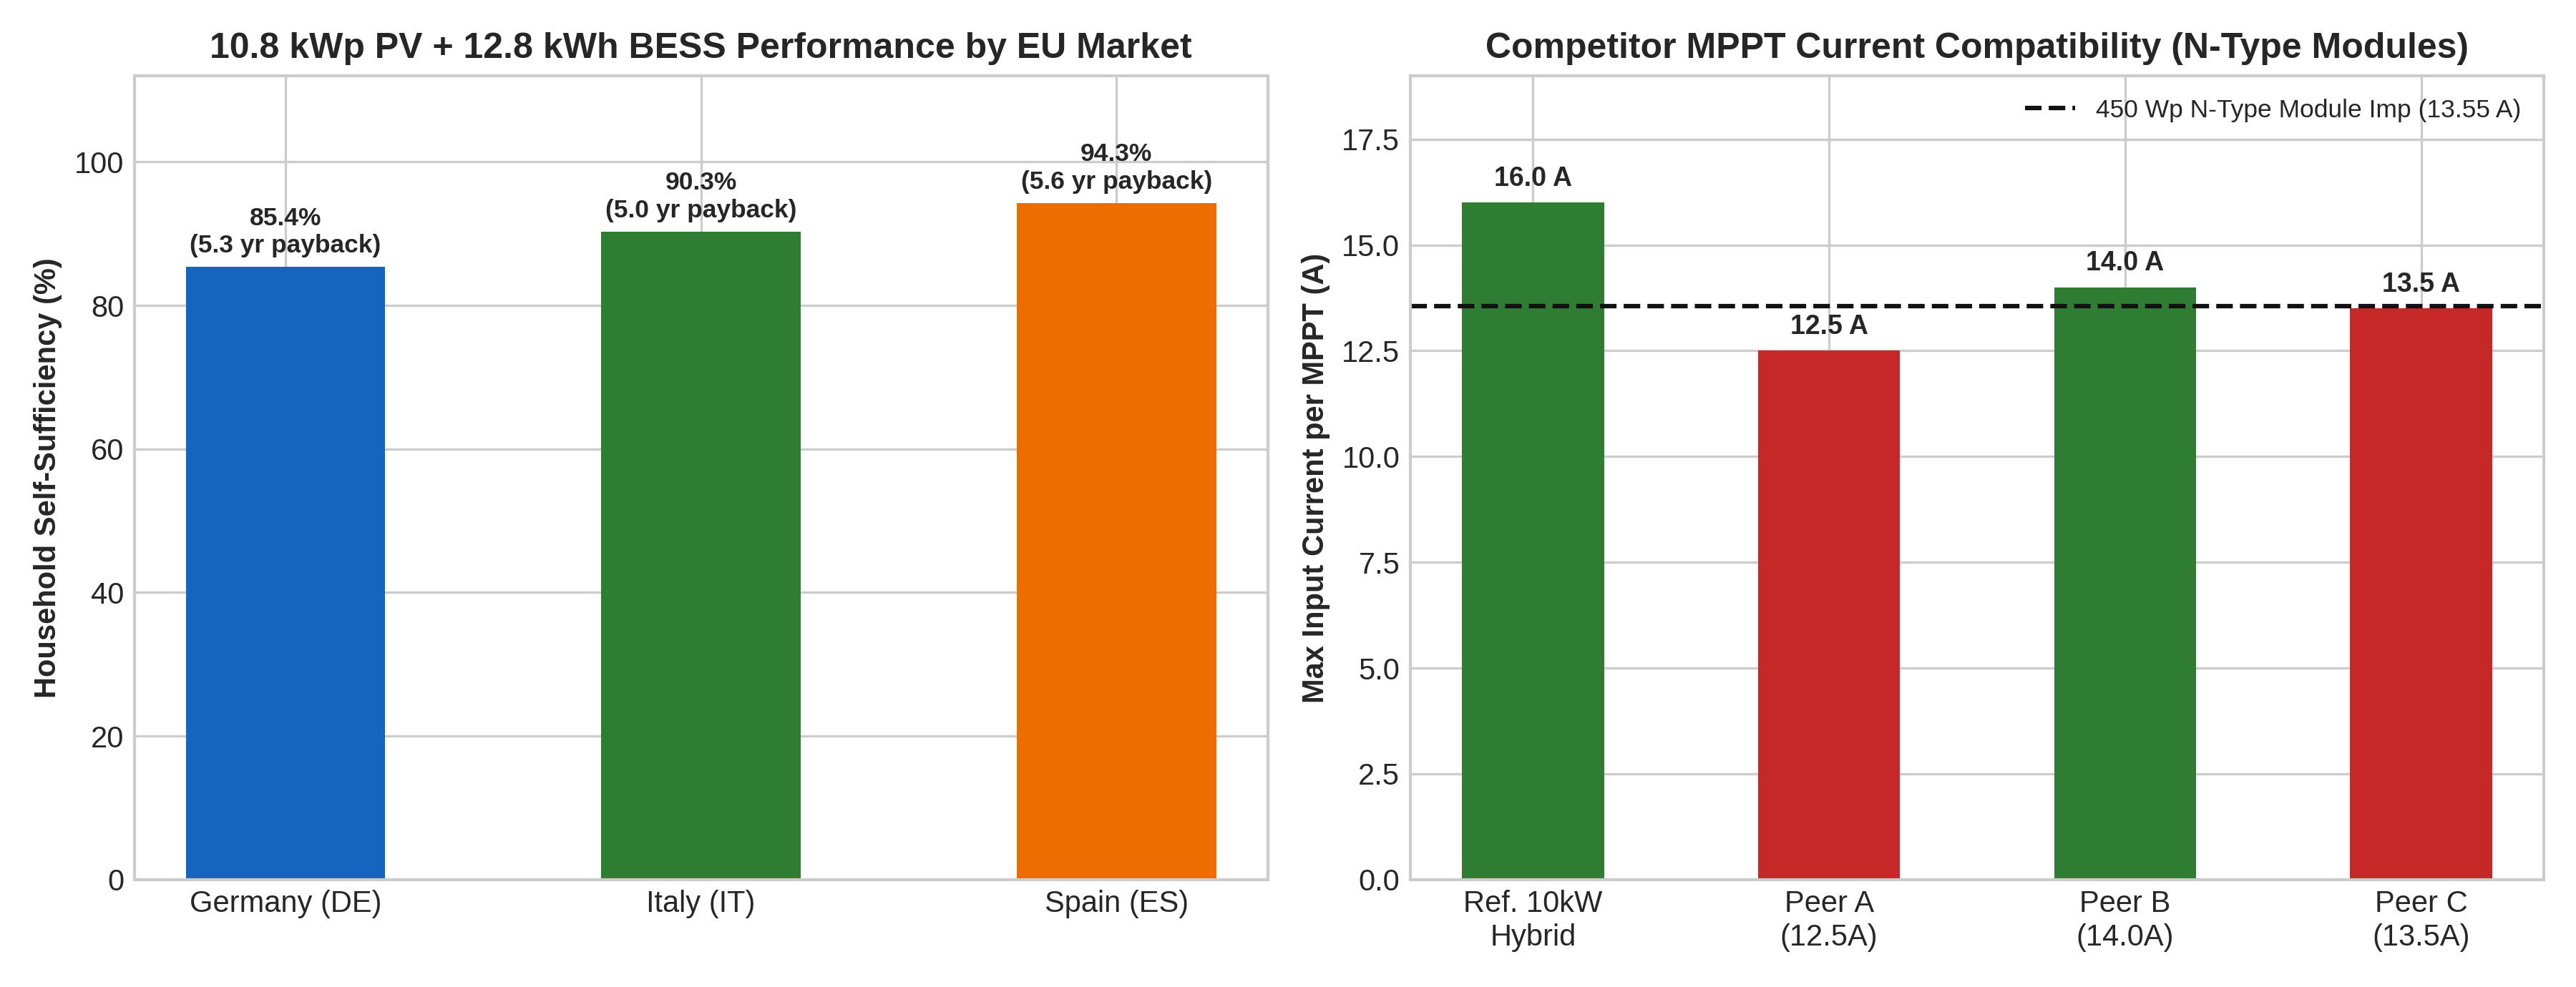 10.8 kWp PV + 12.8 kWh BESS Performance by EU Market
Household Self-Sufficiency (%)
100
80
60
40
20
0
85.4%
(5.3 yr payback)
90.3%
(5.0 yr payback)
94.3%
(5.6 yr payback)
Germany (DE)
Italy (IT)
Spain (ES)
Competitor MPPT Current Compatibility (N-Type Modules)
450 Wp N-Type Module Imp (13.55 A)
Max Input Current per MPPT (A)
17.5
15.0
12.5
10.0
7.5
5.0
2.5
0.0
16.0 A
12.5 A
14.0 A
13.5 A
Ref. 10kW
Hybrid
Peer A
(12.5A)
Peer B
(14.0A)
Peer C
(13.5A)